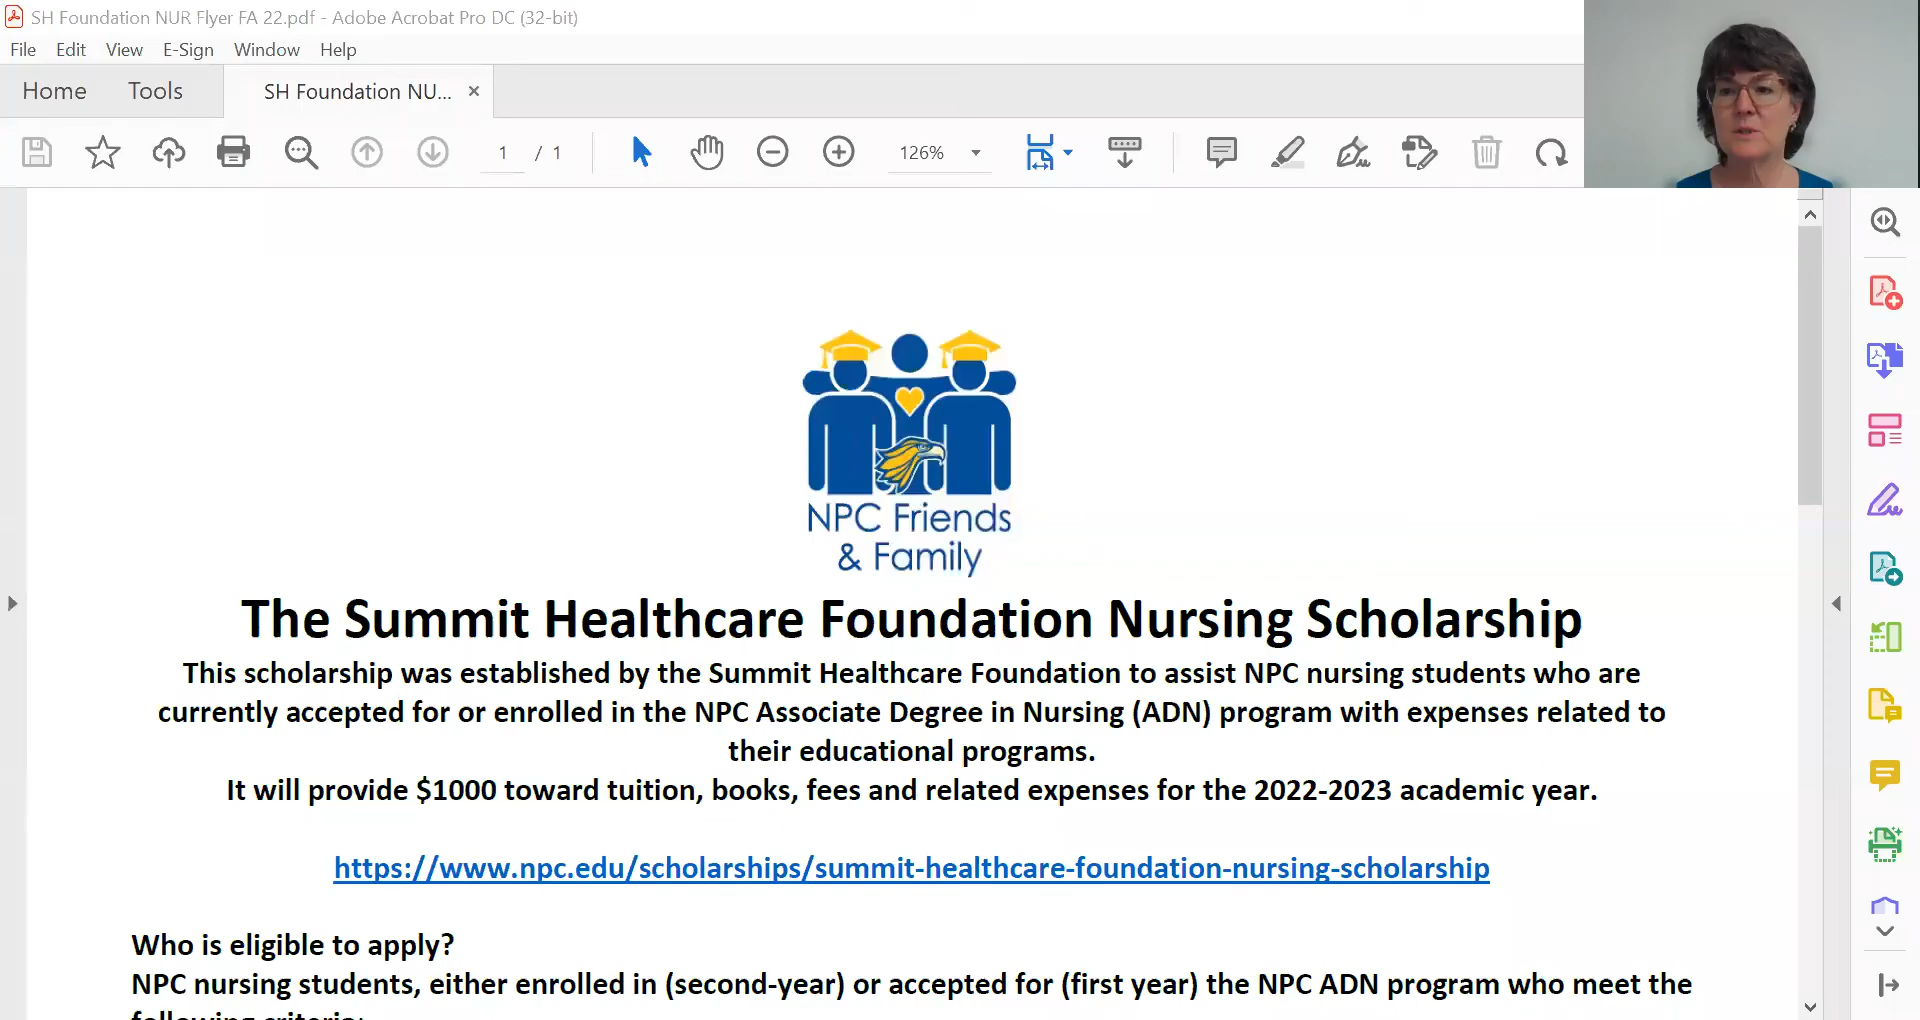 SH Foundation NUR Flyer FA 22.pdf - Adobe Acrobat Pro DC (32-bit)
File Edit View E-Sign Window Help
Home Tools SH Foundation NU... ×
1 / 1 126%
NPC Friends
& Family
The Summit Healthcare Foundation Nursing Scholarship
This scholarship was established by the Summit Healthcare Foundation to assist NPC nursing students who are
currently accepted for or enrolled in the NPC Associate Degree in Nursing (ADN) program with expenses related to
their educational programs.
It will provide $1000 toward tuition, books, fees and related expenses for the 2022-2023 academic year.
https://www.npc.edu/scholarships/summit-healthcare-foundation-nursing-scholarship
Who is eligible to apply?
NPC nursing students, either enrolled in (second-year) or accepted for (first year) the NPC ADN program who meet the
following criteria: